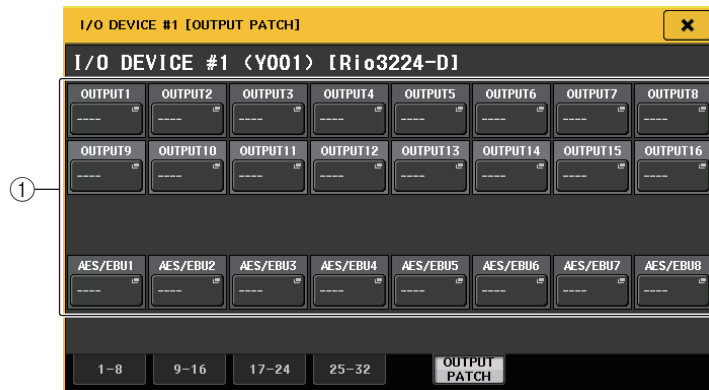 I/O DEVICE #1 [OUTPUT PATCH]
I/O DEVICE #1 (Y001) [Rio3224-D]
OUTPUT1 OUTPUT2 OUTPUT3 OUTPUT4 OUTPUT5 OUTPUT6 OUTPUT7 OUTPUT8
---- ---- ---- ---- ---- ---- ---- ----
OUTPUT9 OUTPUT10 OUTPUT11 OUTPUT12 OUTPUT13 OUTPUT14 OUTPUT15 OUTPUT16
---- ---- ---- ---- ---- ---- ---- ----
①
AES/EBU1 AES/EBU2 AES/EBU3 AES/EBU4 AES/EBU5 AES/EBU6 AES/EBU7 AES/EBU8
---- ---- ---- ---- ---- ---- ---- ----
1-8 9-16 17-24 25-32 OUTPUT
PATCH